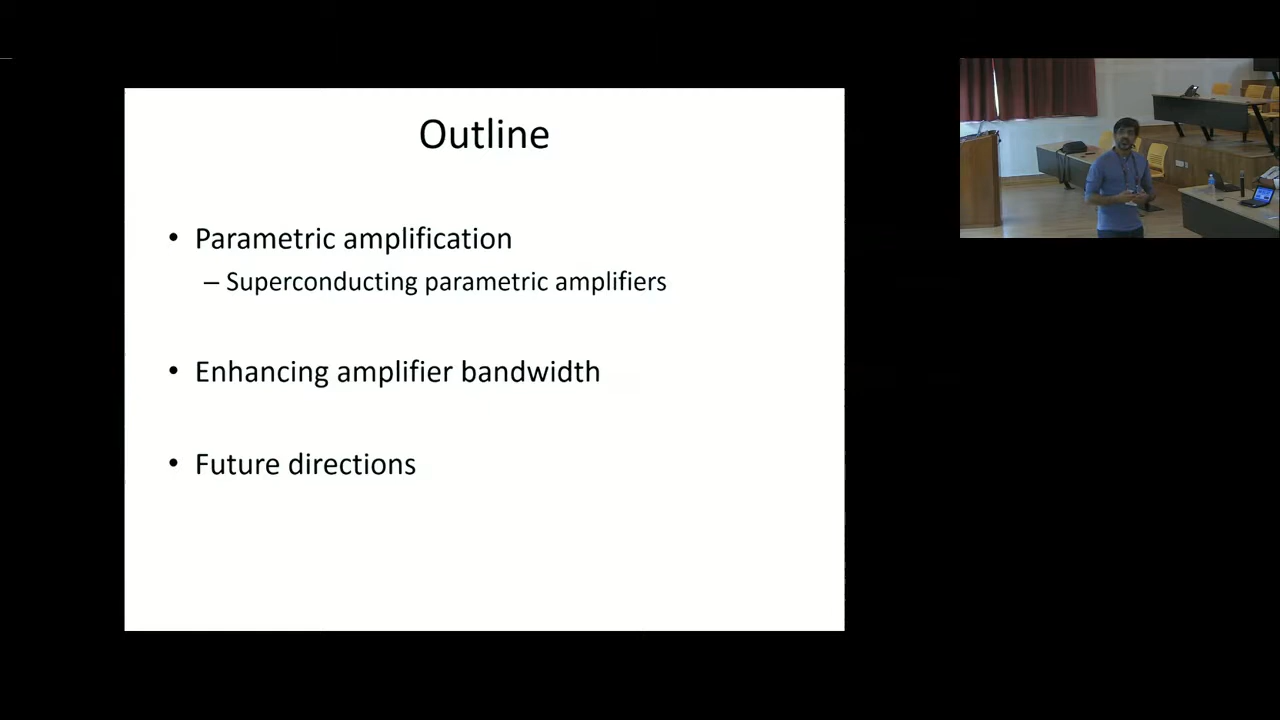 Outline
• Parametric amplification
– Superconducting parametric amplifiers
• Enhancing amplifier bandwidth
• Future directions